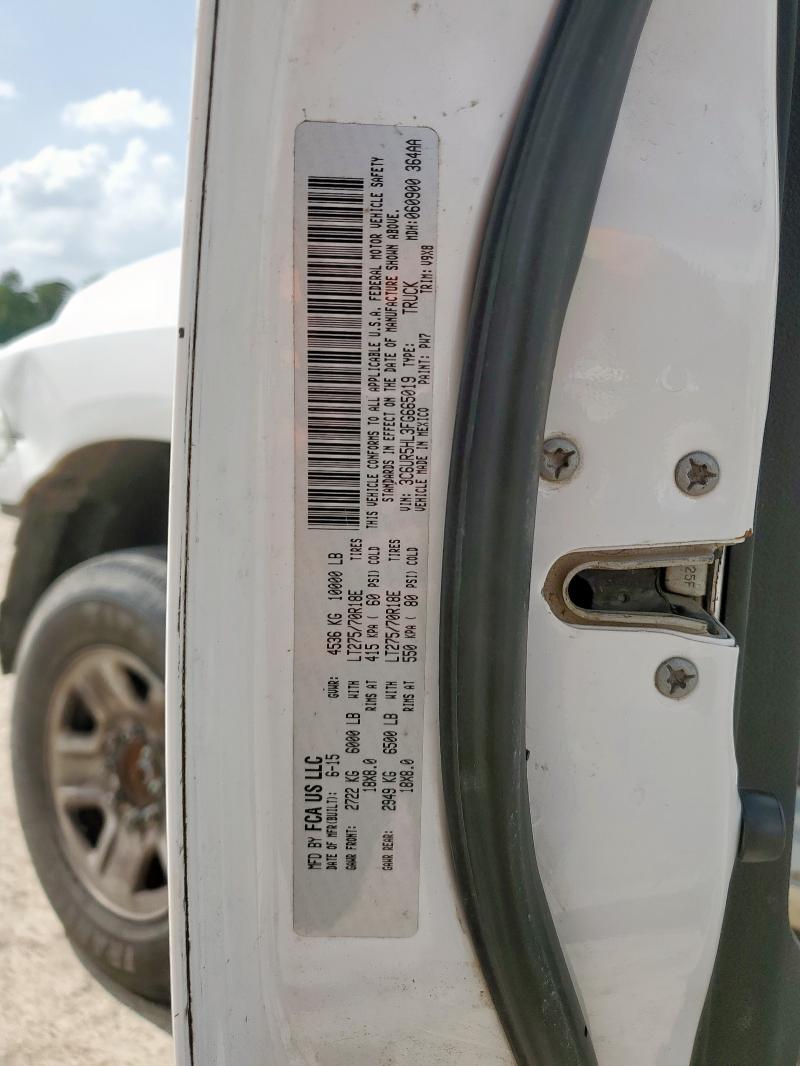 MFD BY FCA US LLC
DATE OF MFR(BUILT): 6-15 GVWR: 4536 KG 10000 LB
GAWR FRONT: 2722 KG 6000 LB WITH LT275/70R18E TIRES
18X8.0 RIMS AT 415 KPA( 60 PSI) COLD
GAWR REAR: 2949 KG 6500 LB WITH LT275/70R18E TIRES
18X8.0 RIMS AT 550 KPA( 80 PSI) COLD
THIS VEHICLE CONFORMS TO ALL APPLICABLE U.S.A. FEDERAL MOTOR VEHICLE SAFETY
STANDARDS IN EFFECT ON THE DATE OF MANUFACTURE SHOWN ABOVE.
VIN: 3C6UR5HL3FG665019 TYPE: TRUCK MDH:060900 364AA
VEHICLE MADE IN MEXICO PAINT: PW7 TRIM: V9X8
25F